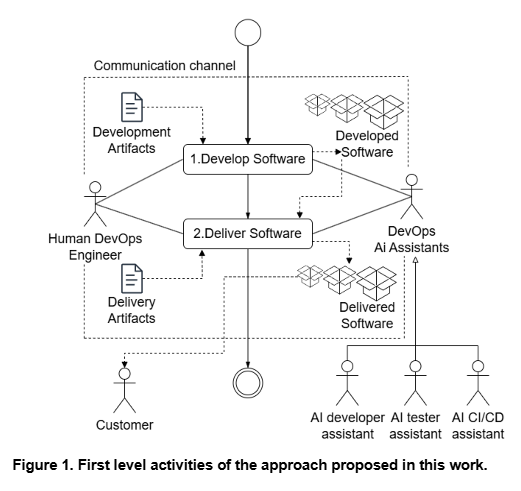 Communication channel
Development
Artifacts
Developed
Software
1.Develop Software
Human DevOps
Engineer
2.Deliver Software
DevOps
Ai Assistants
Delivery
Artifacts
Delivered
Software
Customer
AI developer
assistant
AI tester
assistant
AI CI/CD
assistant
Figure 1. First level activities of the approach proposed in this work.